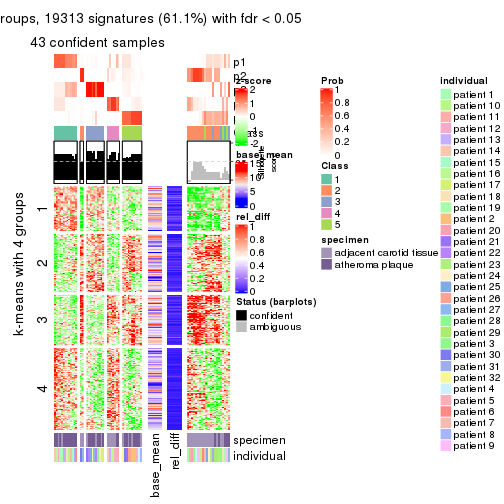 roups, 19313 signatures (61.1%) with fdr < 0.05
43 confident samples
p1
p2
z-score
2
1
0
-1
-2
Class
Silhouette
score
base_mean
15
10
5
0
rel_diff
1
0.8
0.6
0.4
0.2
0
Status (barplots)
confident
ambiguous
k-means with 4 groups
1
2
3
4
specimen
individual
base_mean
rel_diff
Prob
1
0.8
0.6
0.4
0.2
0
Class
1
2
3
4
5
specimen
adjacent carotid tissue
atheroma plaque
individual
patient 1
patient 10
patient 11
patient 12
patient 13
patient 14
patient 15
patient 16
patient 17
patient 18
patient 19
patient 2
patient 20
patient 21
patient 22
patient 23
patient 24
patient 25
patient 26
patient 27
patient 28
patient 29
patient 3
patient 30
patient 31
patient 32
patient 4
patient 5
patient 6
patient 7
patient 8
patient 9